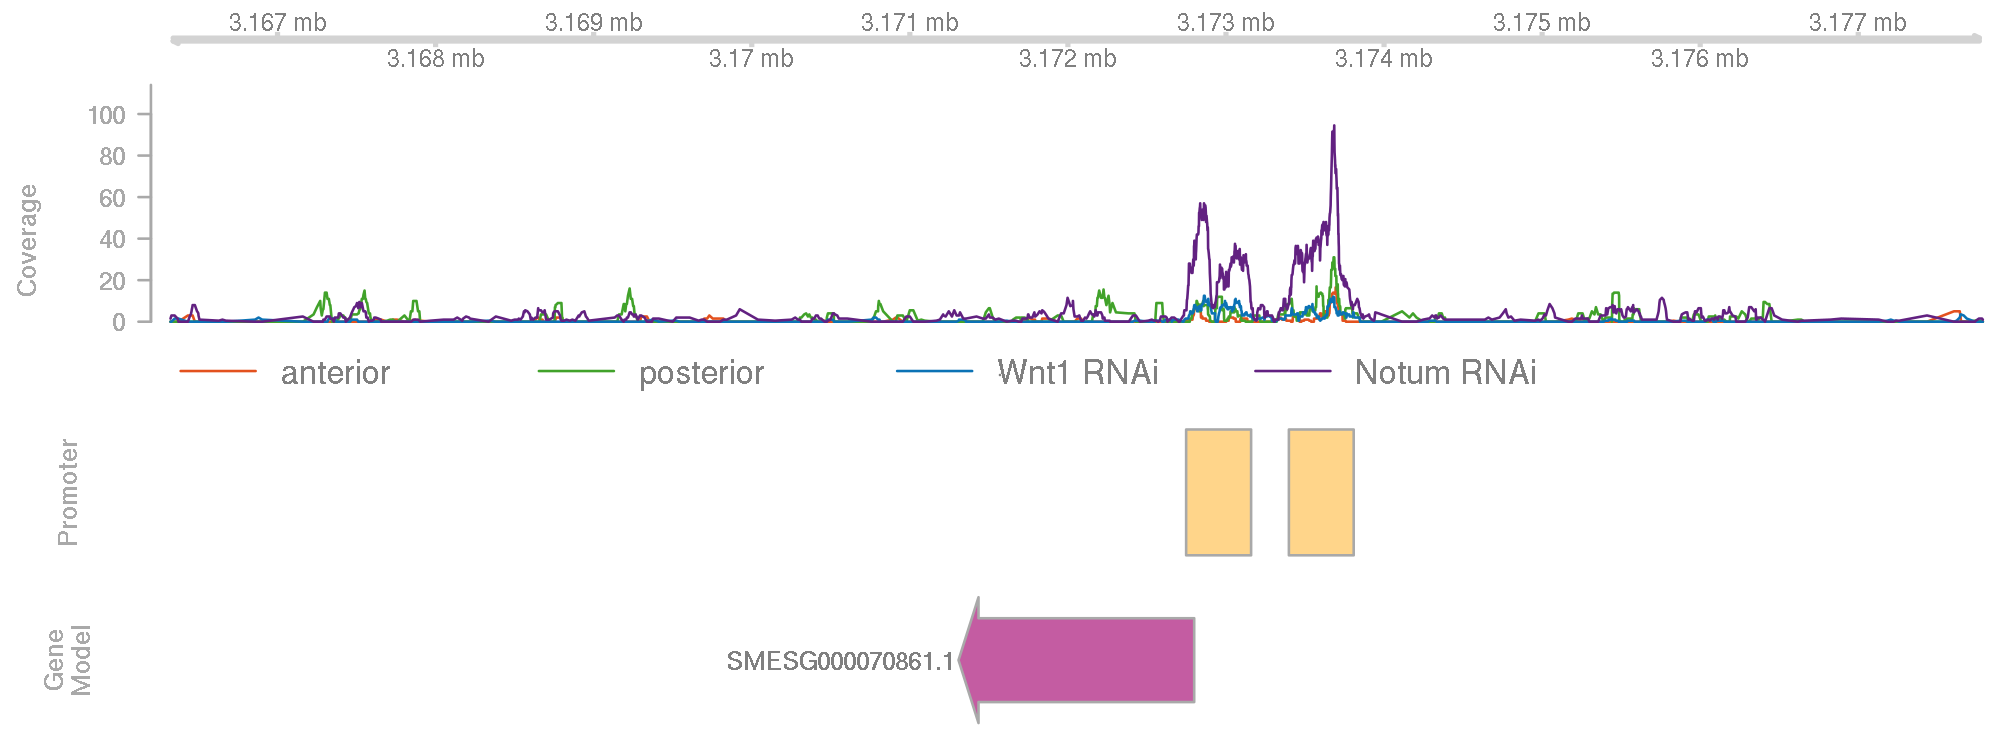 3.167 mb 3.169 mb 3.171 mb 3.173 mb 3.175 mb 3.177 mb
3.168 mb 3.17 mb 3.172 mb 3.174 mb 3.176 mb
Coverage
100
80
60
40
20
0
anterior posterior Wnt1 RNAi Notum RNAi
Promoter
Gene
Model
SMESG000070861.1